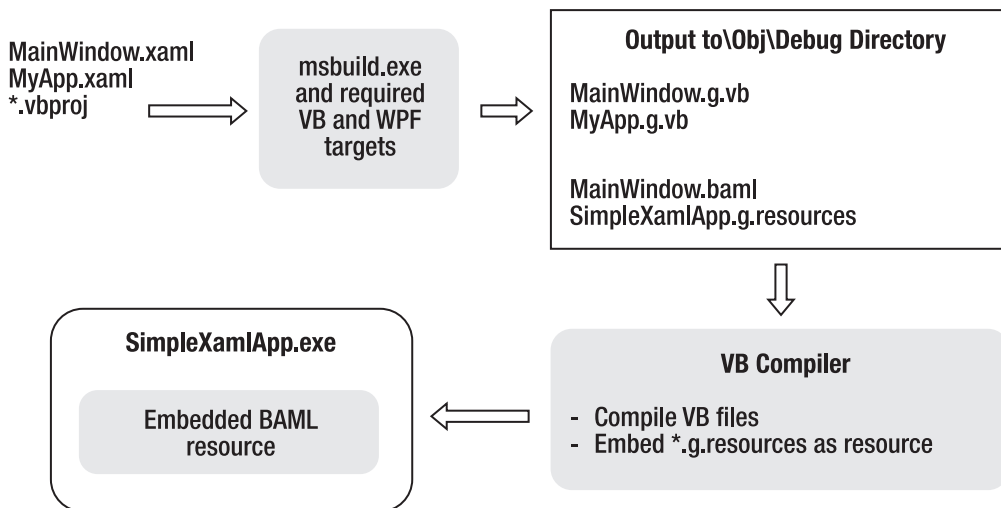 MainWindow.xaml
MyApp.xaml
*.vbproj
msbuild.exe
and required
VB and WPF
targets
Output to\Obj\Debug Directory
MainWindow.g.vb
MyApp.g.vb
MainWindow.baml
SimpleXamlApp.g.resources
VB Compiler
- Compile VB files
- Embed *.g.resources as resource
SimpleXamlApp.exe
Embedded BAML
resource